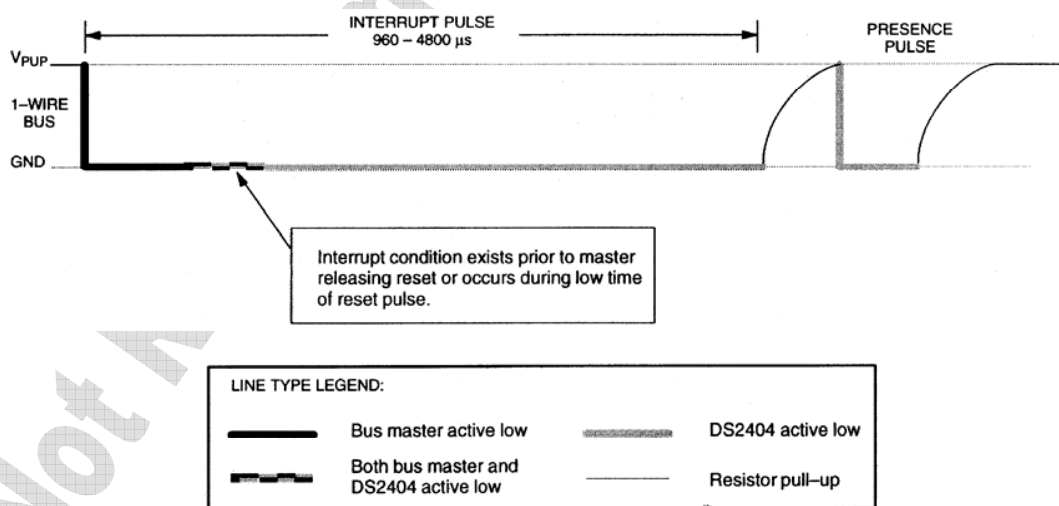 INTERRUPT PULSE
960 – 4800 µs
PRESENCE
PULSE
VPUP
1–WIRE
BUS
GND
Interrupt condition exists prior to master
releasing reset or occurs during low time
of reset pulse.
LINE TYPE LEGEND:
Bus master active low
DS2404 active low
Both bus master and
DS2404 active low
Resistor pull–up
Not